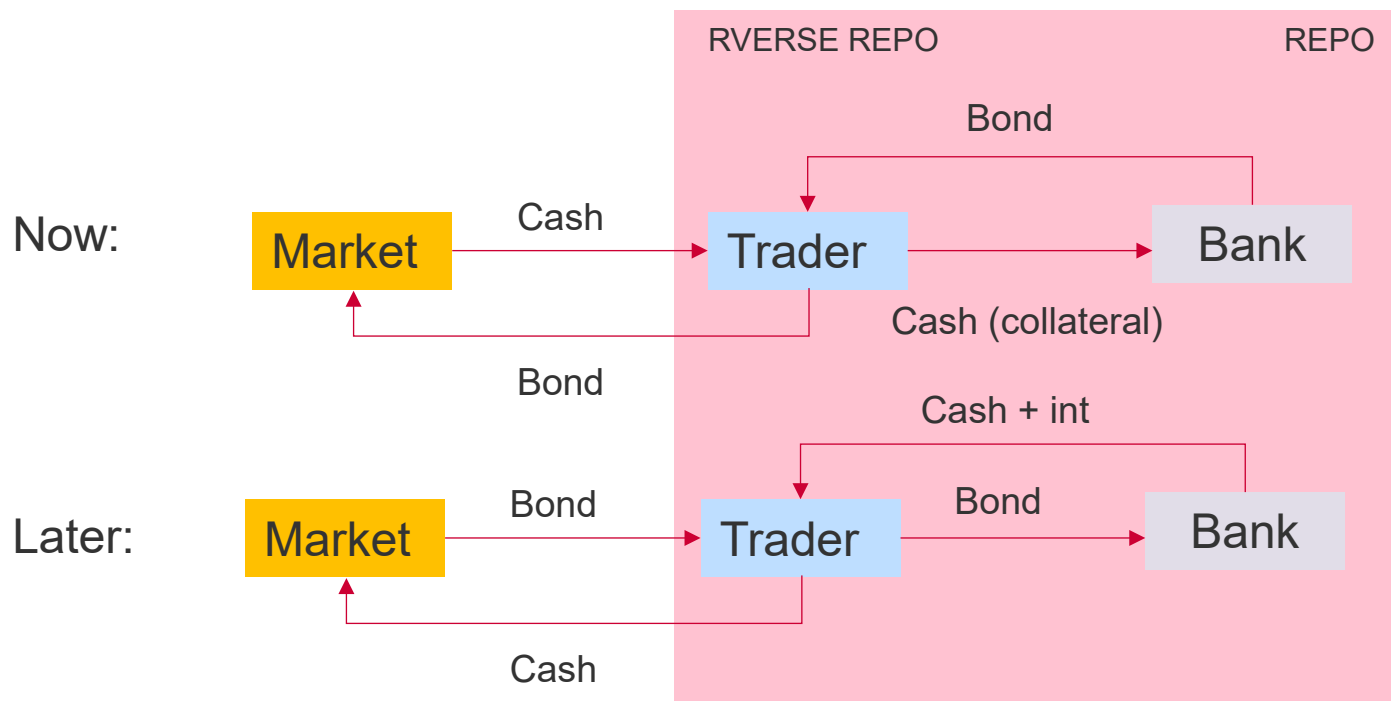 RVERSE REPO
REPO
Bond
Now:
Market
Cash
Trader
Bank
Cash (collateral)
Bond
Cash + int
Later:
Market
Bond
Trader
Bond
Bank
Cash